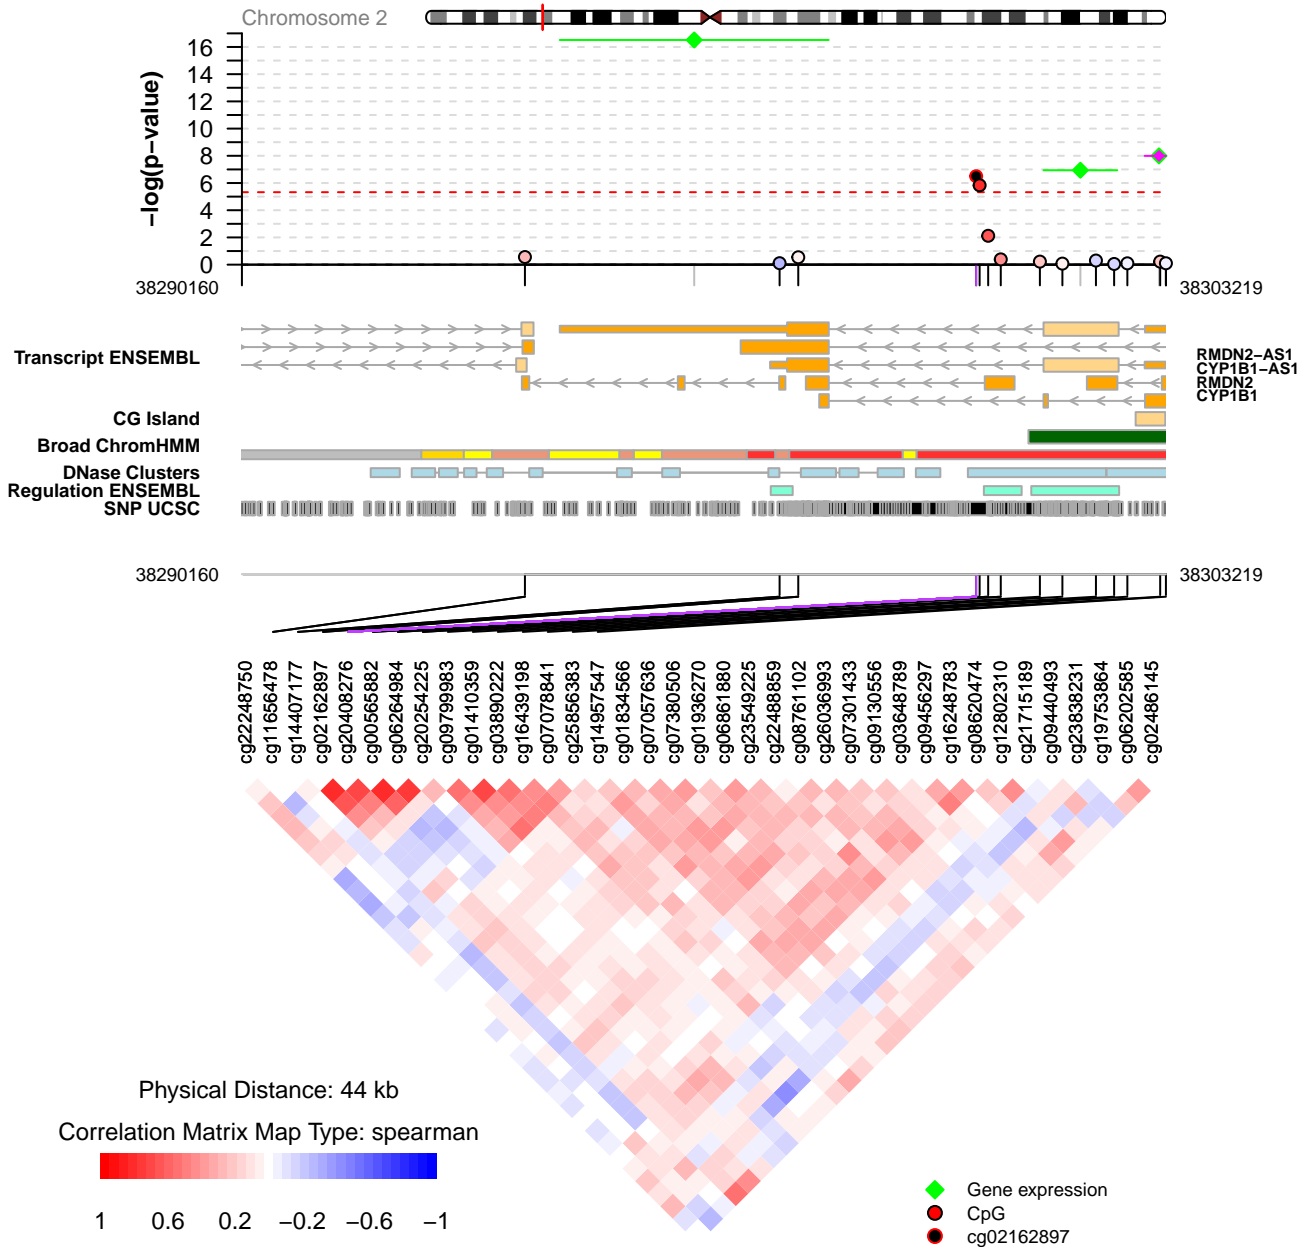 Chromosome 2
−log(p−value)
16
14
12
10
8
6
4
2
0
38290160
38303219
Transcript ENSEMBL
RMDN2−AS1
CYP1B1−AS1
RMDN2
CYP1B1
CG Island
Broad ChromHMM
DNase Clusters
Regulation ENSEMBL
SNP UCSC
38290160
38303219
cg22248750
cg11656478
cg14407177
cg02162897
cg20408276
cg00565882
cg06264984
cg20254225
cg09799983
cg01410359
cg03890222
cg16439198
cg07078841
cg25856383
cg14957547
cg01834566
cg07057636
cg07380506
cg01936270
cg06861880
cg23549225
cg22488859
cg08761102
cg26036993
cg07301433
cg09130556
cg03648789
cg09456297
cg16248783
cg08620474
cg12802310
cg21715189
cg09440493
cg23838231
cg19753864
cg06202585
cg02486145
Physical Distance: 44 kb
Correlation Matrix Map Type: spearman
1 0.6 0.2 −0.2 −0.6 −1
Gene expression
CpG
cg02162897